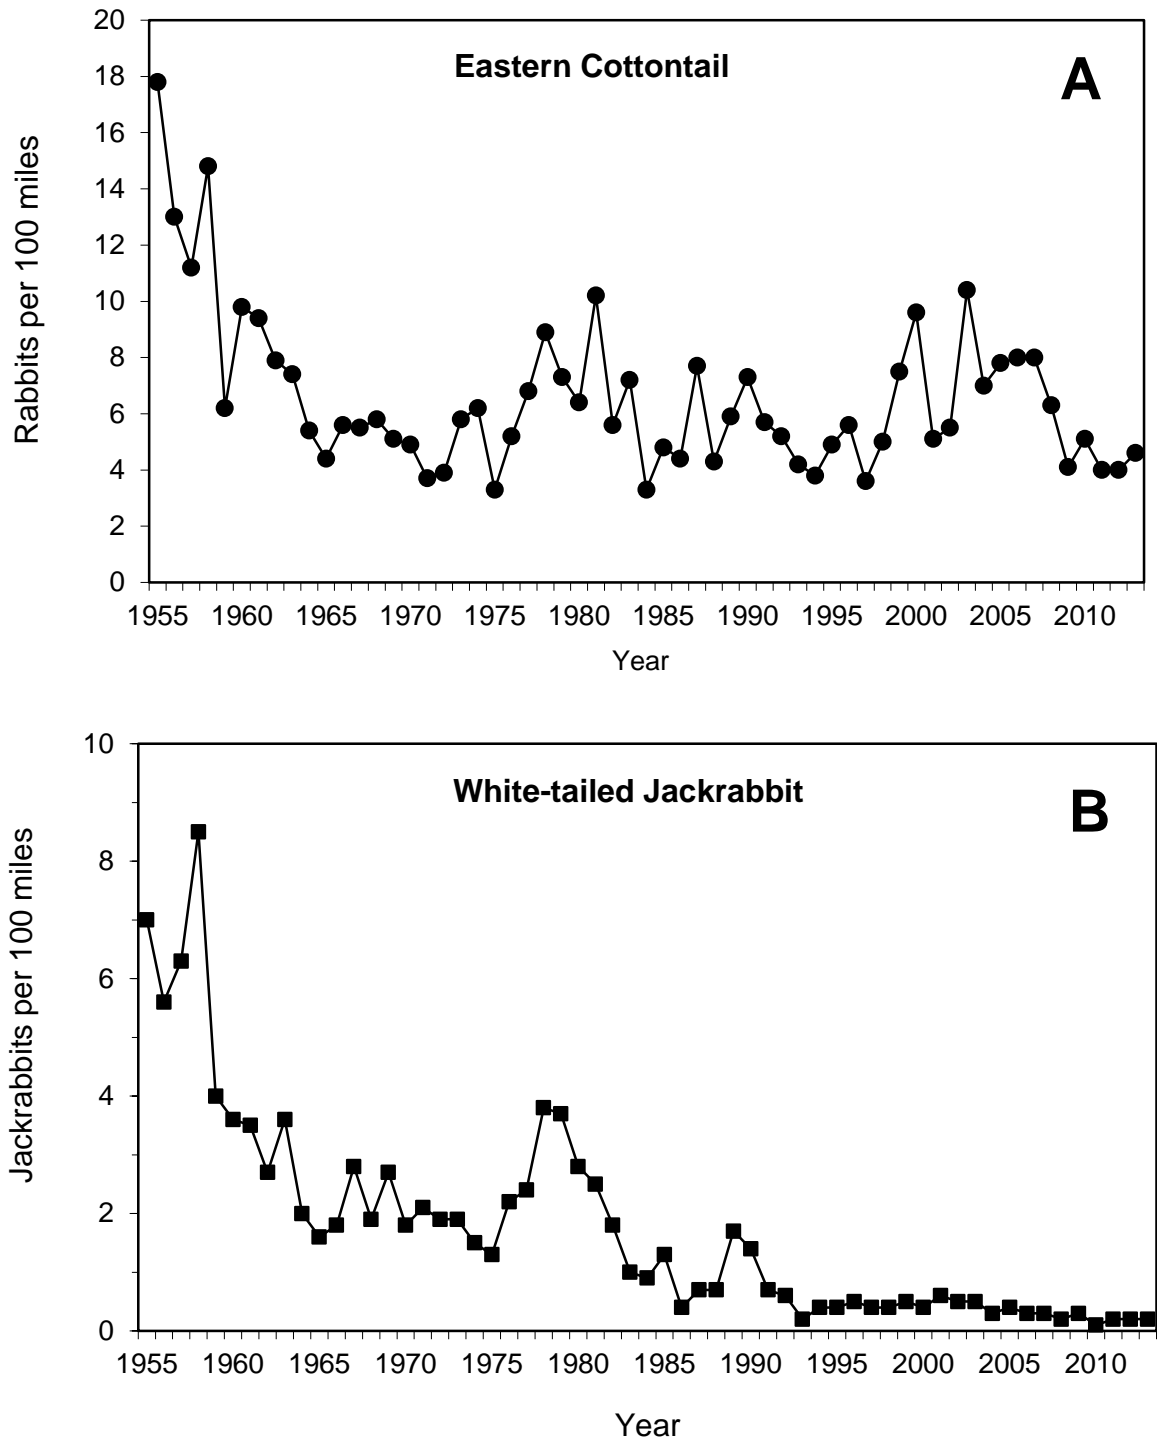 20
Eastern Cottontail
A
18
16
14
12
10
8
6
4
2
0
Rabbits per 100 miles
1955 1960 1965 1970 1975 1980 1985 1990 1995 2000 2005 2010
Year
10
White-tailed Jackrabbit
B
8
6
4
2
0
Jackrabbits per 100 miles
1955 1960 1965 1970 1975 1980 1985 1990 1995 2000 2005 2010
Year